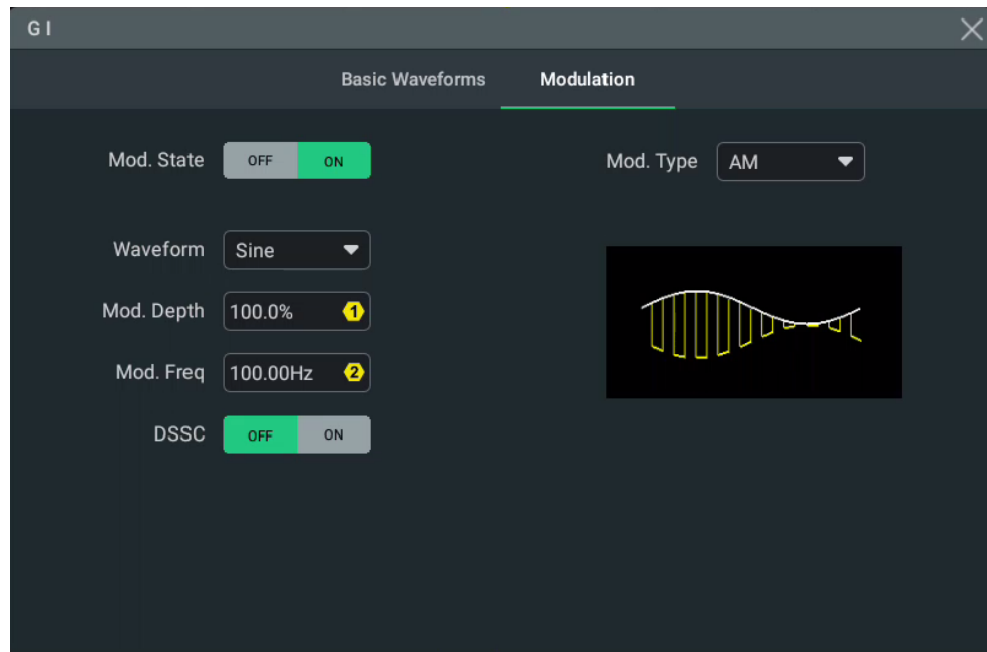 G I
Basic Waveforms Modulation
Mod. State OFF ON Mod. Type AM
Waveform Sine
Mod. Depth 100.0% 1
Mod. Freq 100.00Hz 2
DSSC OFF ON